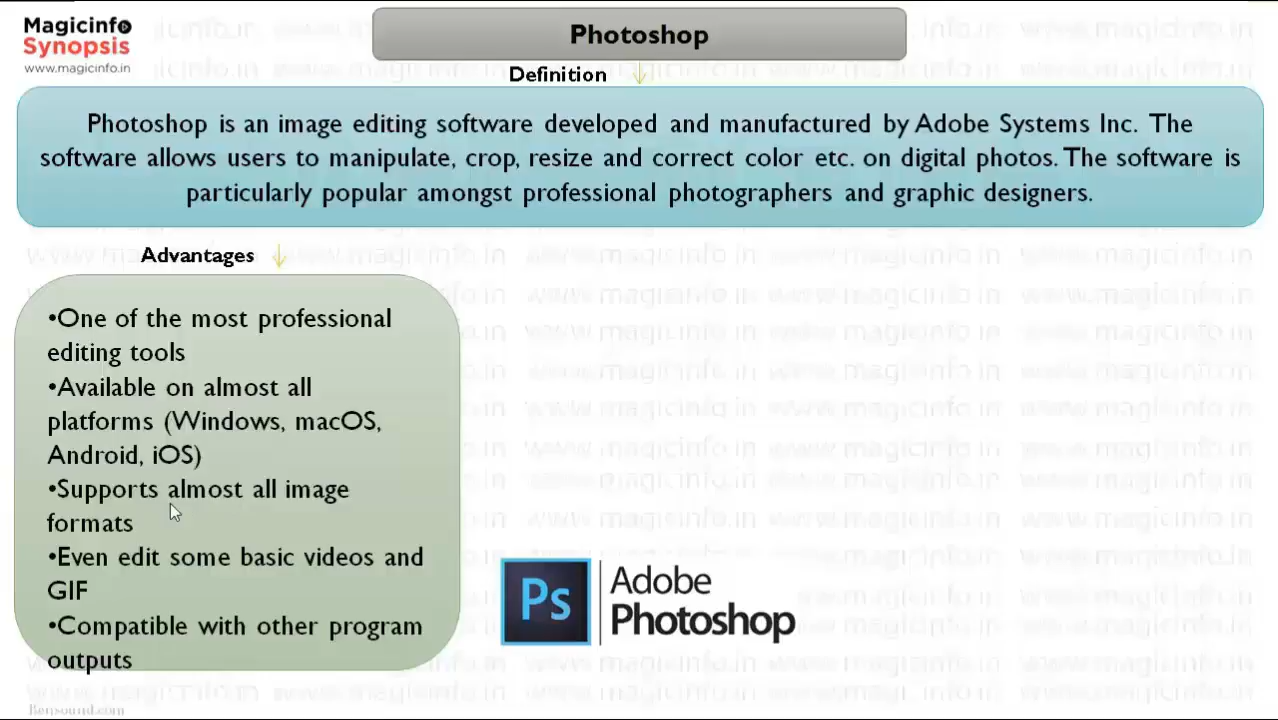 Magicinfo
Synopsis
www.magicinfo.in
Photoshop
Definition
Photoshop is an image editing software developed and manufactured by Adobe Systems Inc. The
software allows users to manipulate, crop, resize and correct color etc. on digital photos. The software is
particularly popular amongst professional photographers and graphic designers.
Advantages
•One of the most professional
editing tools
•Available on almost all
platforms (Windows, macOS,
Android, iOS)
•Supports almost all image
formats
•Even edit some basic videos and
GIF
•Compatible with other program
outputs
Ps
Adobe
Photoshop
Bensound.com